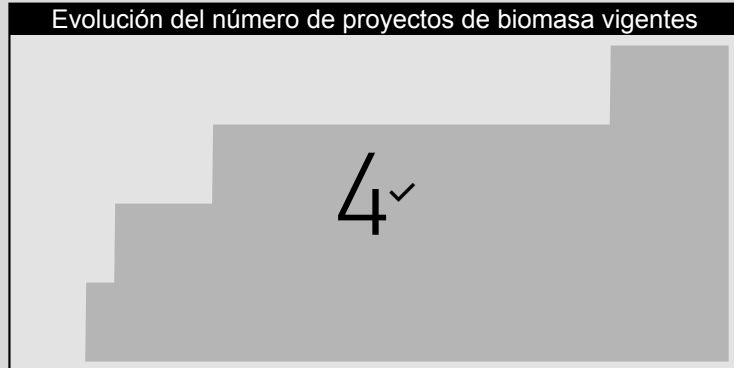 Evolución del número de proyectos de biomasa vigentes
4✓